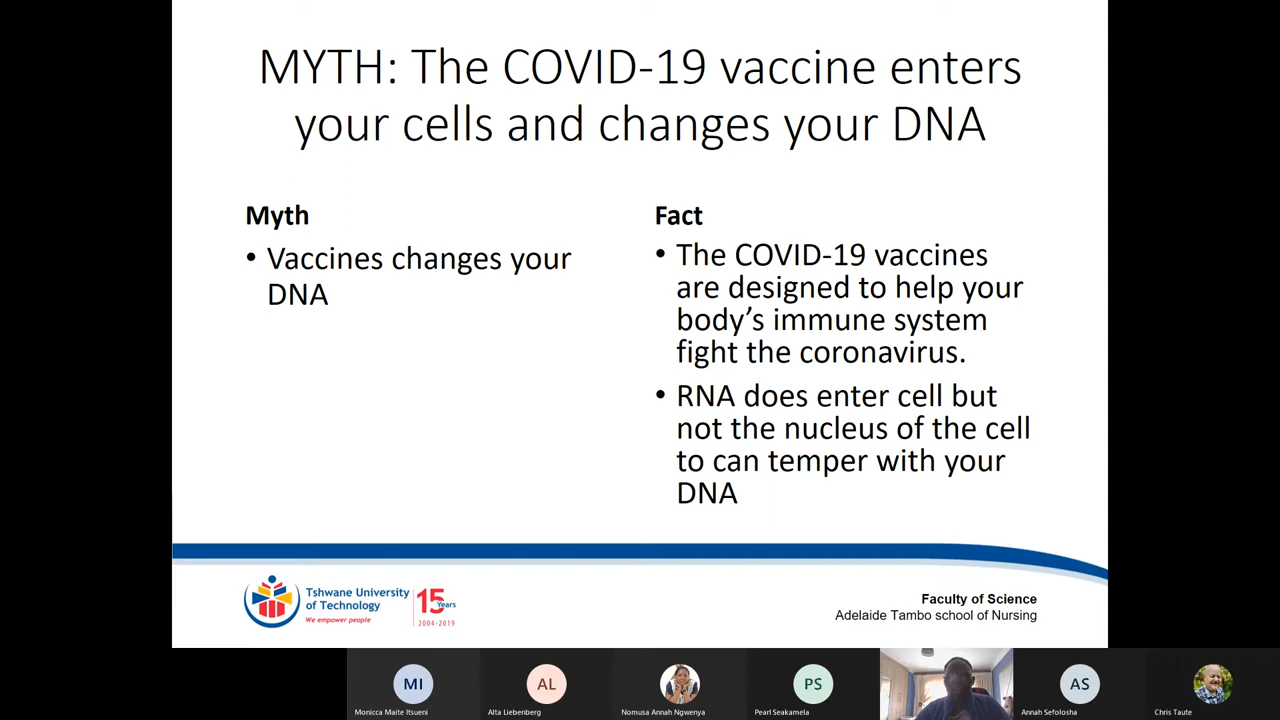 MYTH: The COVID-19 vaccine enters
your cells and changes your DNA
Myth
• Vaccines changes your
DNA
Fact
• The COVID-19 vaccines
are designed to help your
body’s immune system
fight the coronavirus.
• RNA does enter cell but
not the nucleus of the cell
to can temper with your
DNA
Tshwane University
of Technology
We empower people
15 Years
2004-2019
Faculty of Science
Adelaide Tambo school of Nursing
MI
AL
PS
AS
Monicca Maite Itsueni
Alta Liebenberg
Nomusa Annah Ngwenya
Pearl Seakamela
Annah Sefolosha
Chris Taute